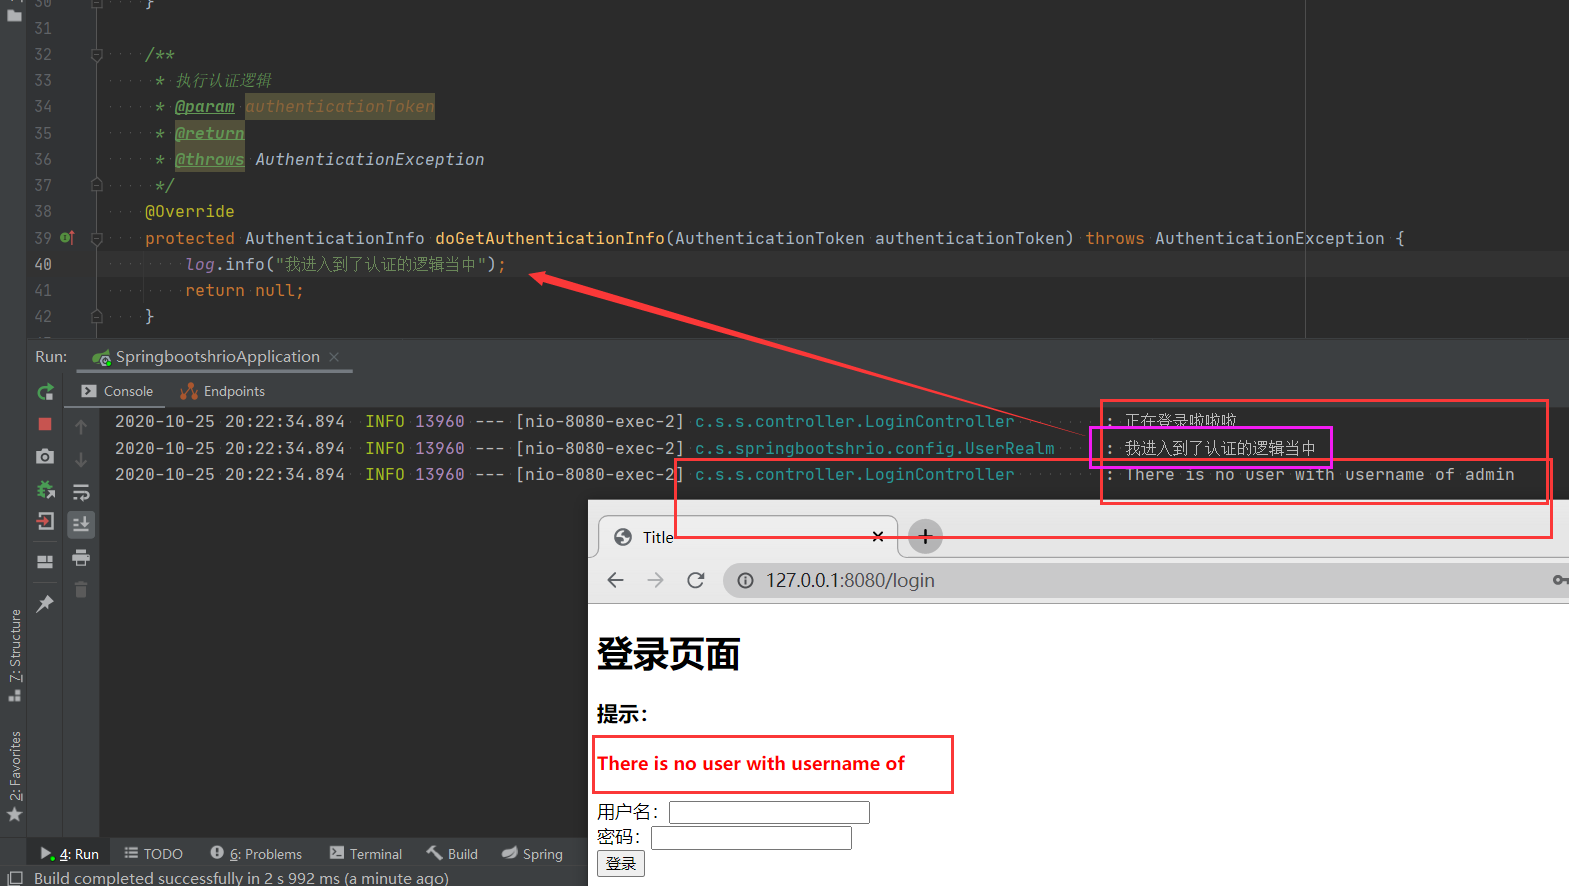 30 }
31
32 /**
33 * 执行认证逻辑
34 * @param authenticationToken
35 * @return
36 * @throws AuthenticationException
37 */
38 @Override
39 protected AuthenticationInfo doGetAuthenticationInfo(AuthenticationToken authenticationToken) throws AuthenticationException {
40 log.info("我进入到了认证的逻辑当中");
41 return null;
42 }
Run: SpringbootshrioApplication
Console Endpoints
2020-10-25 20:22:34.894 INFO 13960 --- [nio-8080-exec-2] c.s.s.controller.LoginController : 正在登录啦啦啦
2020-10-25 20:22:34.894 INFO 13960 --- [nio-8080-exec-2] c.s.springbootshrio.config.UserRealm : 我进入到了认证的逻辑当中
2020-10-25 20:22:34.894 INFO 13960 --- [nio-8080-exec-2] c.s.s.controller.LoginController : There is no user with username of admin
Title
127.0.0.1:8080/login
登录页面
提示：
There is no user with username of
用户名：
密码：
登录
7: Structure
2: Favorites
4: Run TODO 6: Problems Terminal Build Spring
Build completed successfully in 2 s 992 ms (a minute ago)